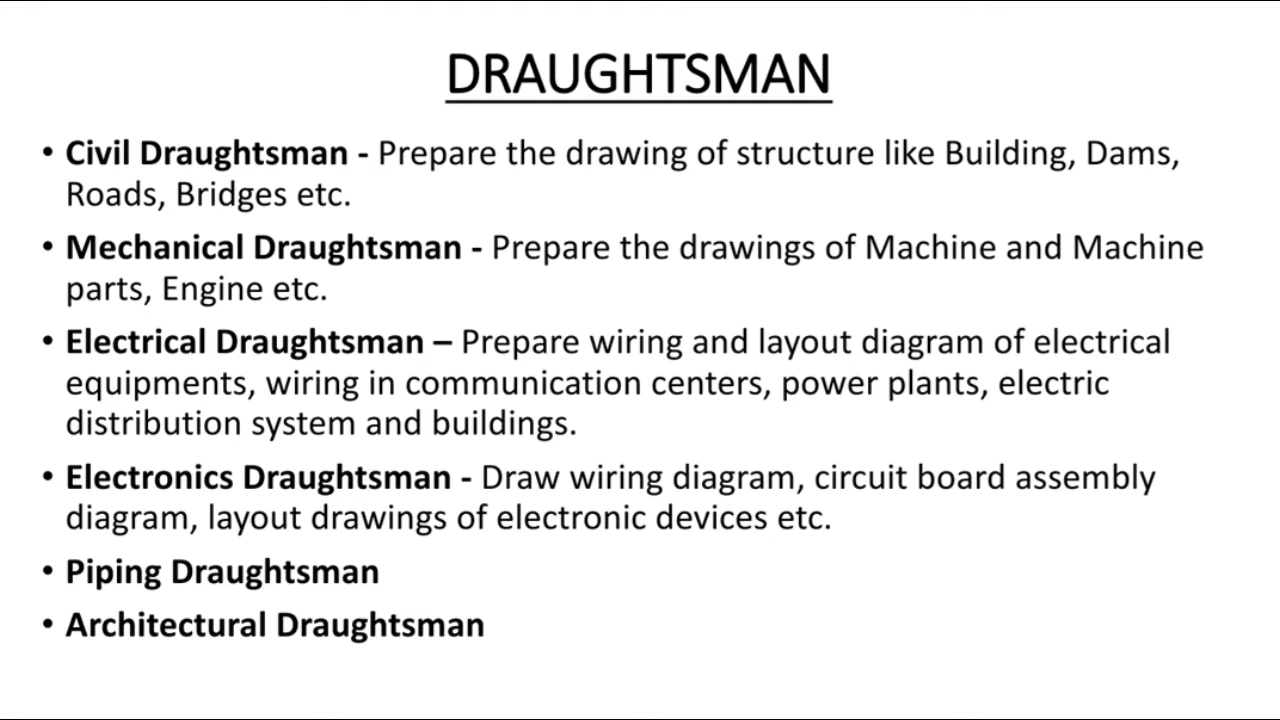 DRAUGHTSMAN
• Civil Draughtsman - Prepare the drawing of structure like Building, Dams,
Roads, Bridges etc.
• Mechanical Draughtsman - Prepare the drawings of Machine and Machine
parts, Engine etc.
• Electrical Draughtsman – Prepare wiring and layout diagram of electrical
equipments, wiring in communication centers, power plants, electric
distribution system and buildings.
• Electronics Draughtsman - Draw wiring diagram, circuit board assembly
diagram, layout drawings of electronic devices etc.
• Piping Draughtsman
• Architectural Draughtsman